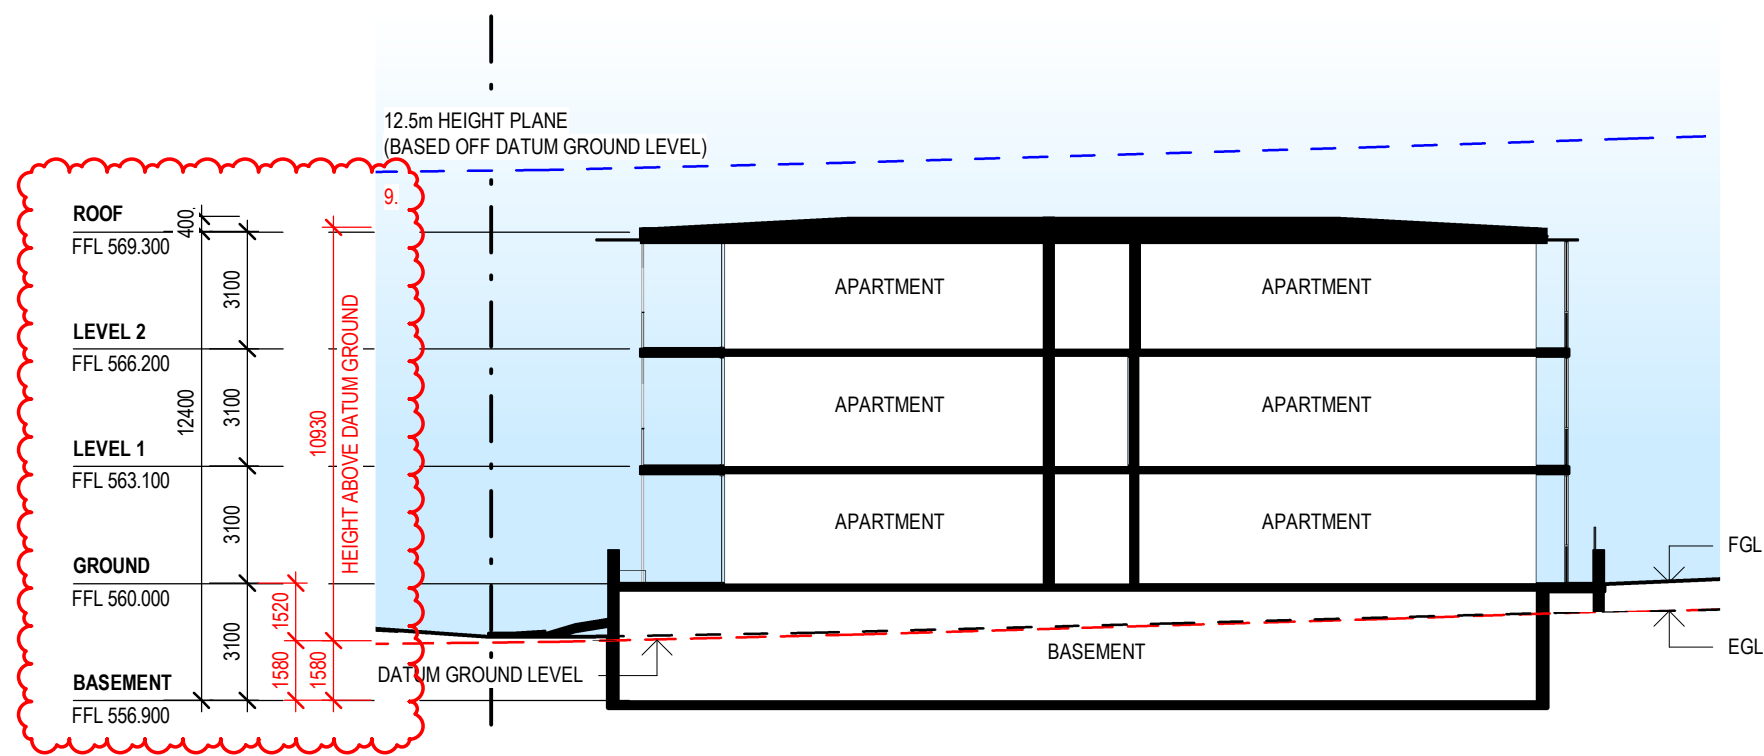 12.5m HEIGHT PLANE
(BASED OFF DATUM GROUND LEVEL)
9.
ROOF
FFL 569.300
400
3100
LEVEL 2
FFL 566.200
3100
12400
10930
HEIGHT ABOVE DATUM GROUND
LEVEL 1
FFL 563.100
3100
GROUND
FFL 560.000
1520
3100
1580
1580
BASEMENT
FFL 556.900
APARTMENT
APARTMENT
APARTMENT
APARTMENT
APARTMENT
APARTMENT
FGL
EGL
BASEMENT
DATUM GROUND LEVEL